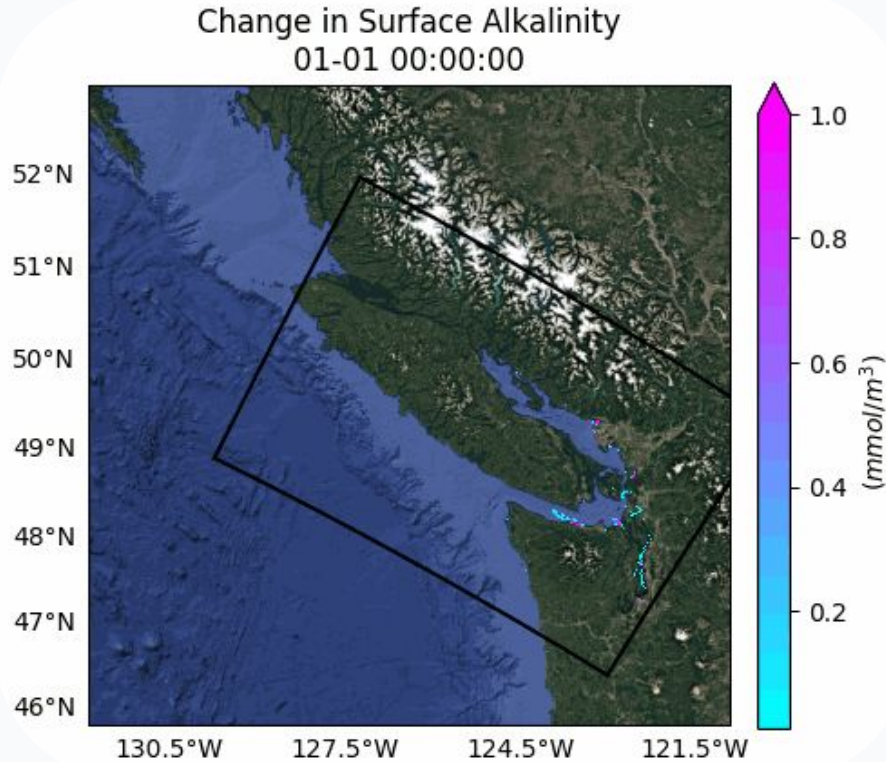 Change in Surface Alkalinity
01-01 00:00:00
52°N
51°N
50°N
49°N
48°N
47°N
46°N
130.5°W
127.5°W
124.5°W
121.5°W
1.0
0.8
0.6
0.4
0.2
(mmol/m³)